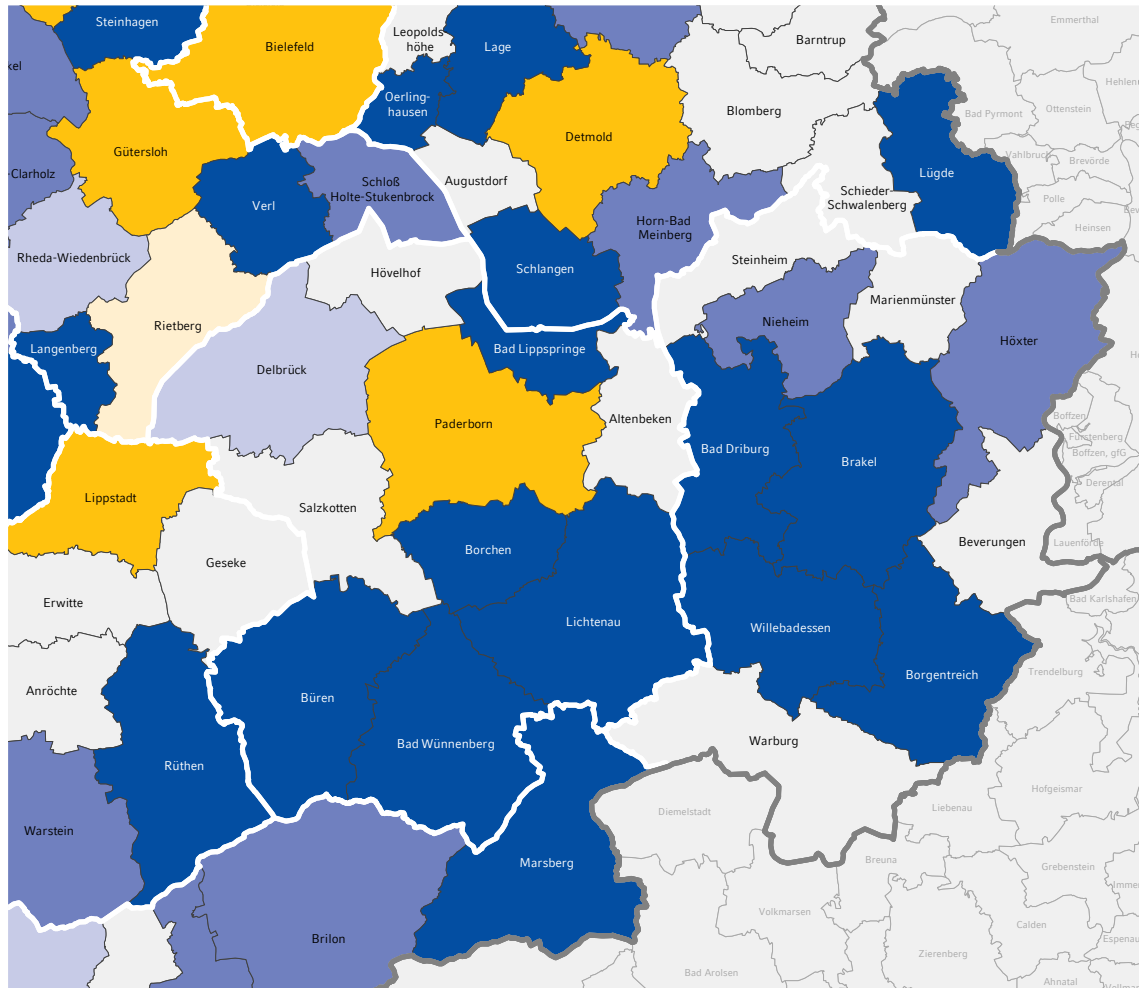 Emmerthal
Steinhagen
Leopolds
höhe
Barntrup
Bielefeld
Lage
kel
Hehlen
Oerling-
hausen
Blomberg
Ottenstein
Bad Pyrmont
Detmold
Gütersloh
Vahlbruch
Brevörde
-Clarholz
Schloß
Holte-Stukenbrock
Augustdorf
Lügde
Schieder-
Schwalenberg
Polle
Verl
Horn-Bad
Meinberg
Heinsen
Rheda-Wiedenbrück
Steinheim
Schlangen
Hövelhof
Marienmünster
Rietberg
Nieheim
Höxter
Langenberg
Bad Lippspringe
Delbrück
Altenbeken
Boffzen
Paderborn
Fürstenberg
Bad Driburg
Boffzen, gfG
Brakel
Derental
Lippstadt
Salzkotten
Beverungen
Lauenförde
Borchen
Geseke
Erwitte
Bad Karlshafen
Lichtenau
Willebadessen
Trendelburg
Borgentreich
Anröchte
Büren
Warburg
Bad Wünnenberg
Rüthen
Hofgeismar
Liebenau
Diemelstadt
Warstein
Breuna
Marsberg
Grebenstein
Volkmarsen
Calden
Brilon
Espenau
Zierenberg
Bad Arolsen
Ahnatal